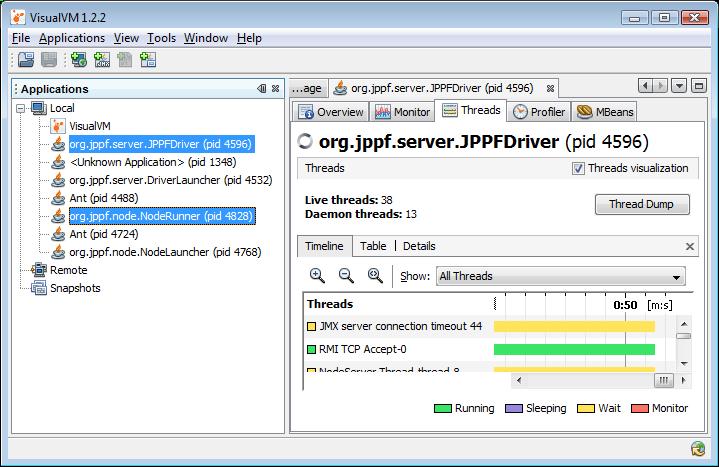 VisualVM 1.2.2
File Applications View Tools Window Help
Applications
Local
VisualVM
org.jppf.server.JPPFDriver (pid 4596)
<Unknown Application> (pid 1348)
org.jppf.server.DriverLauncher (pid 4532)
Ant (pid 4488)
org.jppf.node.NodeRunner (pid 4828)
Ant (pid 4724)
org.jppf.node.NodeLauncher (pid 4768)
Remote
Snapshots
...age org.jppf.server.JPPFDriver (pid 4596)
Overview Monitor Threads Profiler MBeans
org.jppf.server.JPPFDriver (pid 4596)
Threads Threads visualization
Live threads: 38
Daemon threads: 13
Thread Dump
Timeline Table Details
Show: All Threads
Threads 0:50 [m:s]
JMX server connection timeout 44
RMI TCP Accept-0
NodeServer Thread-thread-8
Running Sleeping Wait Monitor